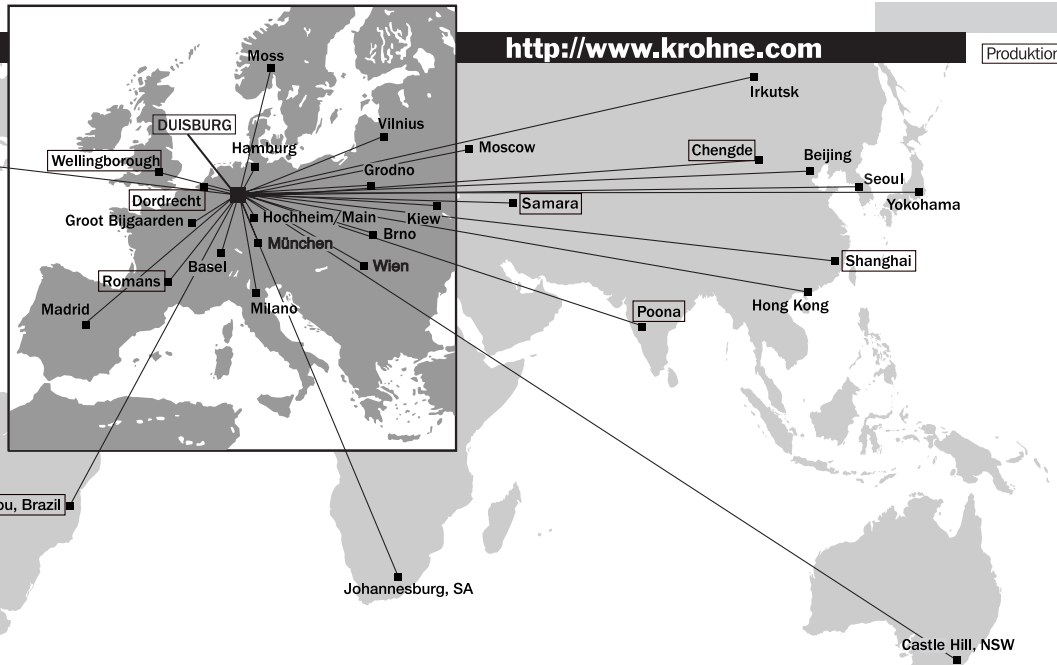 http://www.krohne.com
Produktion
Moss
Irkutsk
DUISBURG
Vilnius
Hamburg
Moscow
Chengde
Beijing
Wellingborough
Grodno
Seoul
Dordrecht
Samara
Yokohama
Groot Bijgaarden
Hochheim/Main
Kiew
Brno
München
Basel
Wien
Shanghai
Romans
Madrid
Milano
Poona
Hong Kong
ou, Brazil
Johannesburg, SA
Castle Hill, NSW